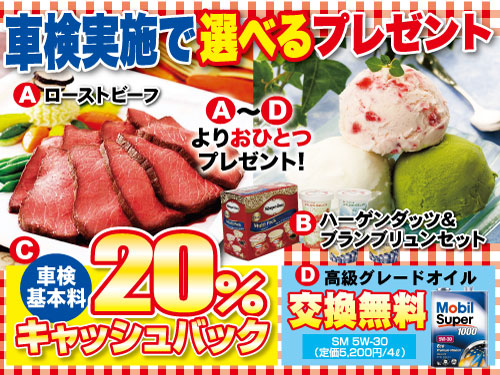 車検実施で選べるプレゼント
A ローストビーフ
A〜D
よりおひとつ
プレゼント!
B ハーゲンダッツ&
ブランブリュンセット
C 車検
基本料
20%
キャッシュバック
D 高級グレードオイル
交換無料
SM 5W-30
(定価5,200円/4ℓ)
Mobil
Super
1000
5W-30